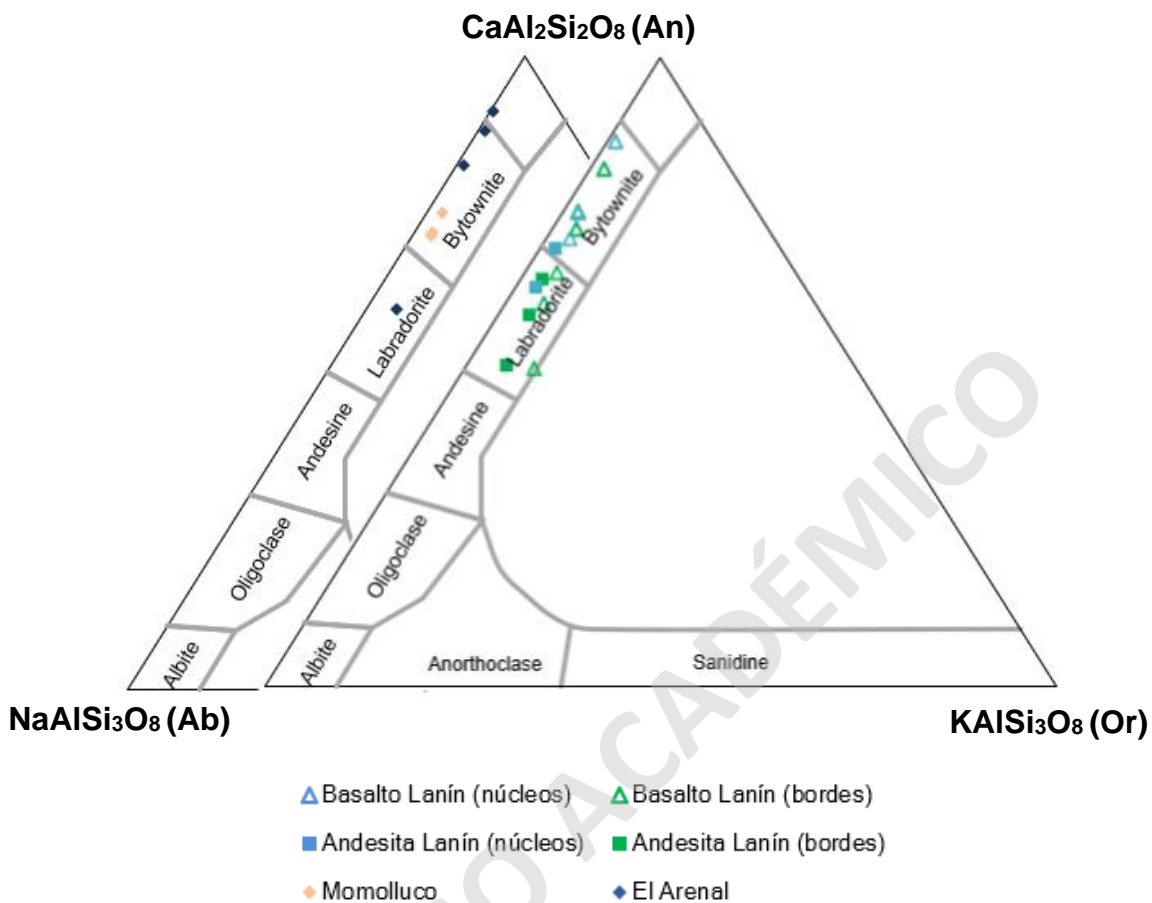 CaAl₂Si₂O₈ (An)
Bytownite
Bytownite
Labradorite
Labradorite
Andesine
Andesine
Oligoclase
Oligoclase
Albite
Albite
Anorthoclase
Sanidine
NaAlSi₃O₈ (Ab)
KAlSi₃O₈ (Or)
Basalto Lanín (núcleos)
Basalto Lanín (bordes)
Andesita Lanín (núcleos)
Andesita Lanín (bordes)
Momolluco
El Arenal
ACADÉMICO